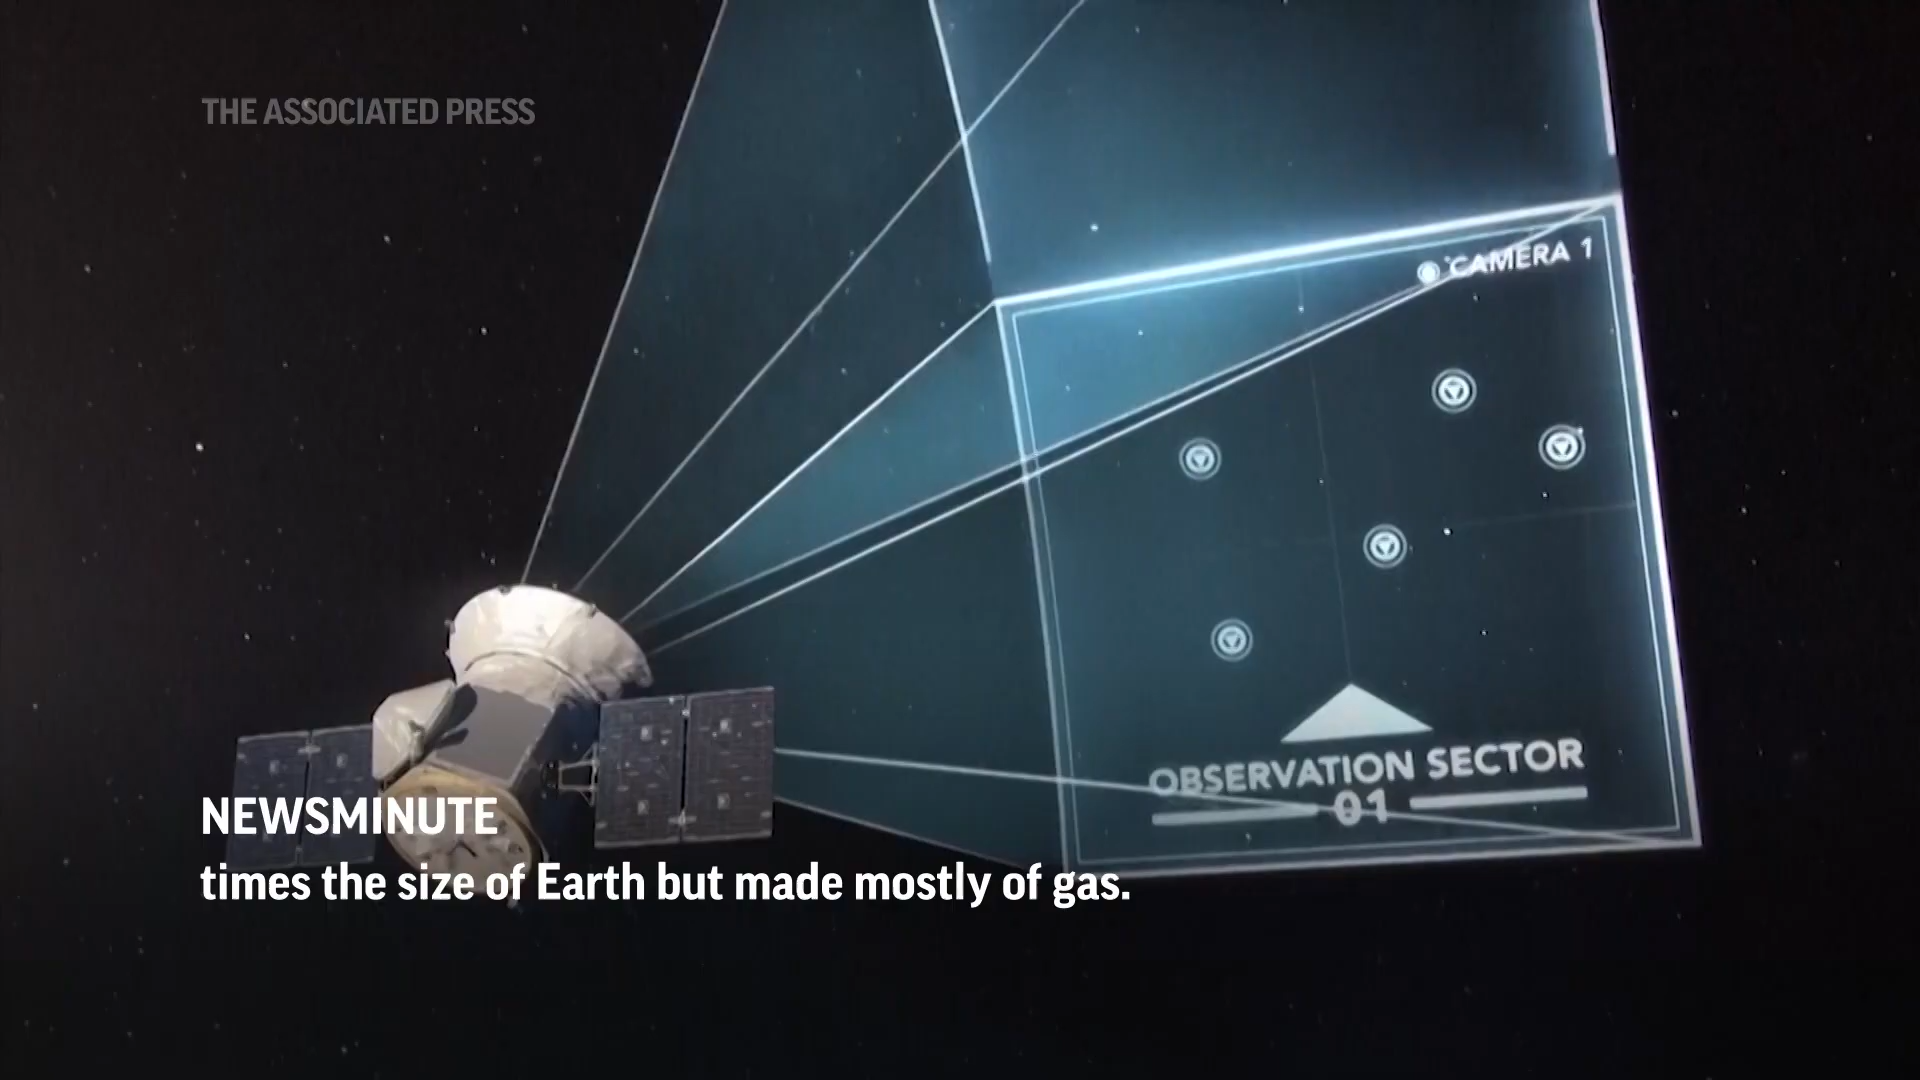 THE ASSOCIATED PRESS
CAMERA 1
OBSERVATION SECTOR
01
NEWSMINUTE
times the size of Earth but made mostly of gas.